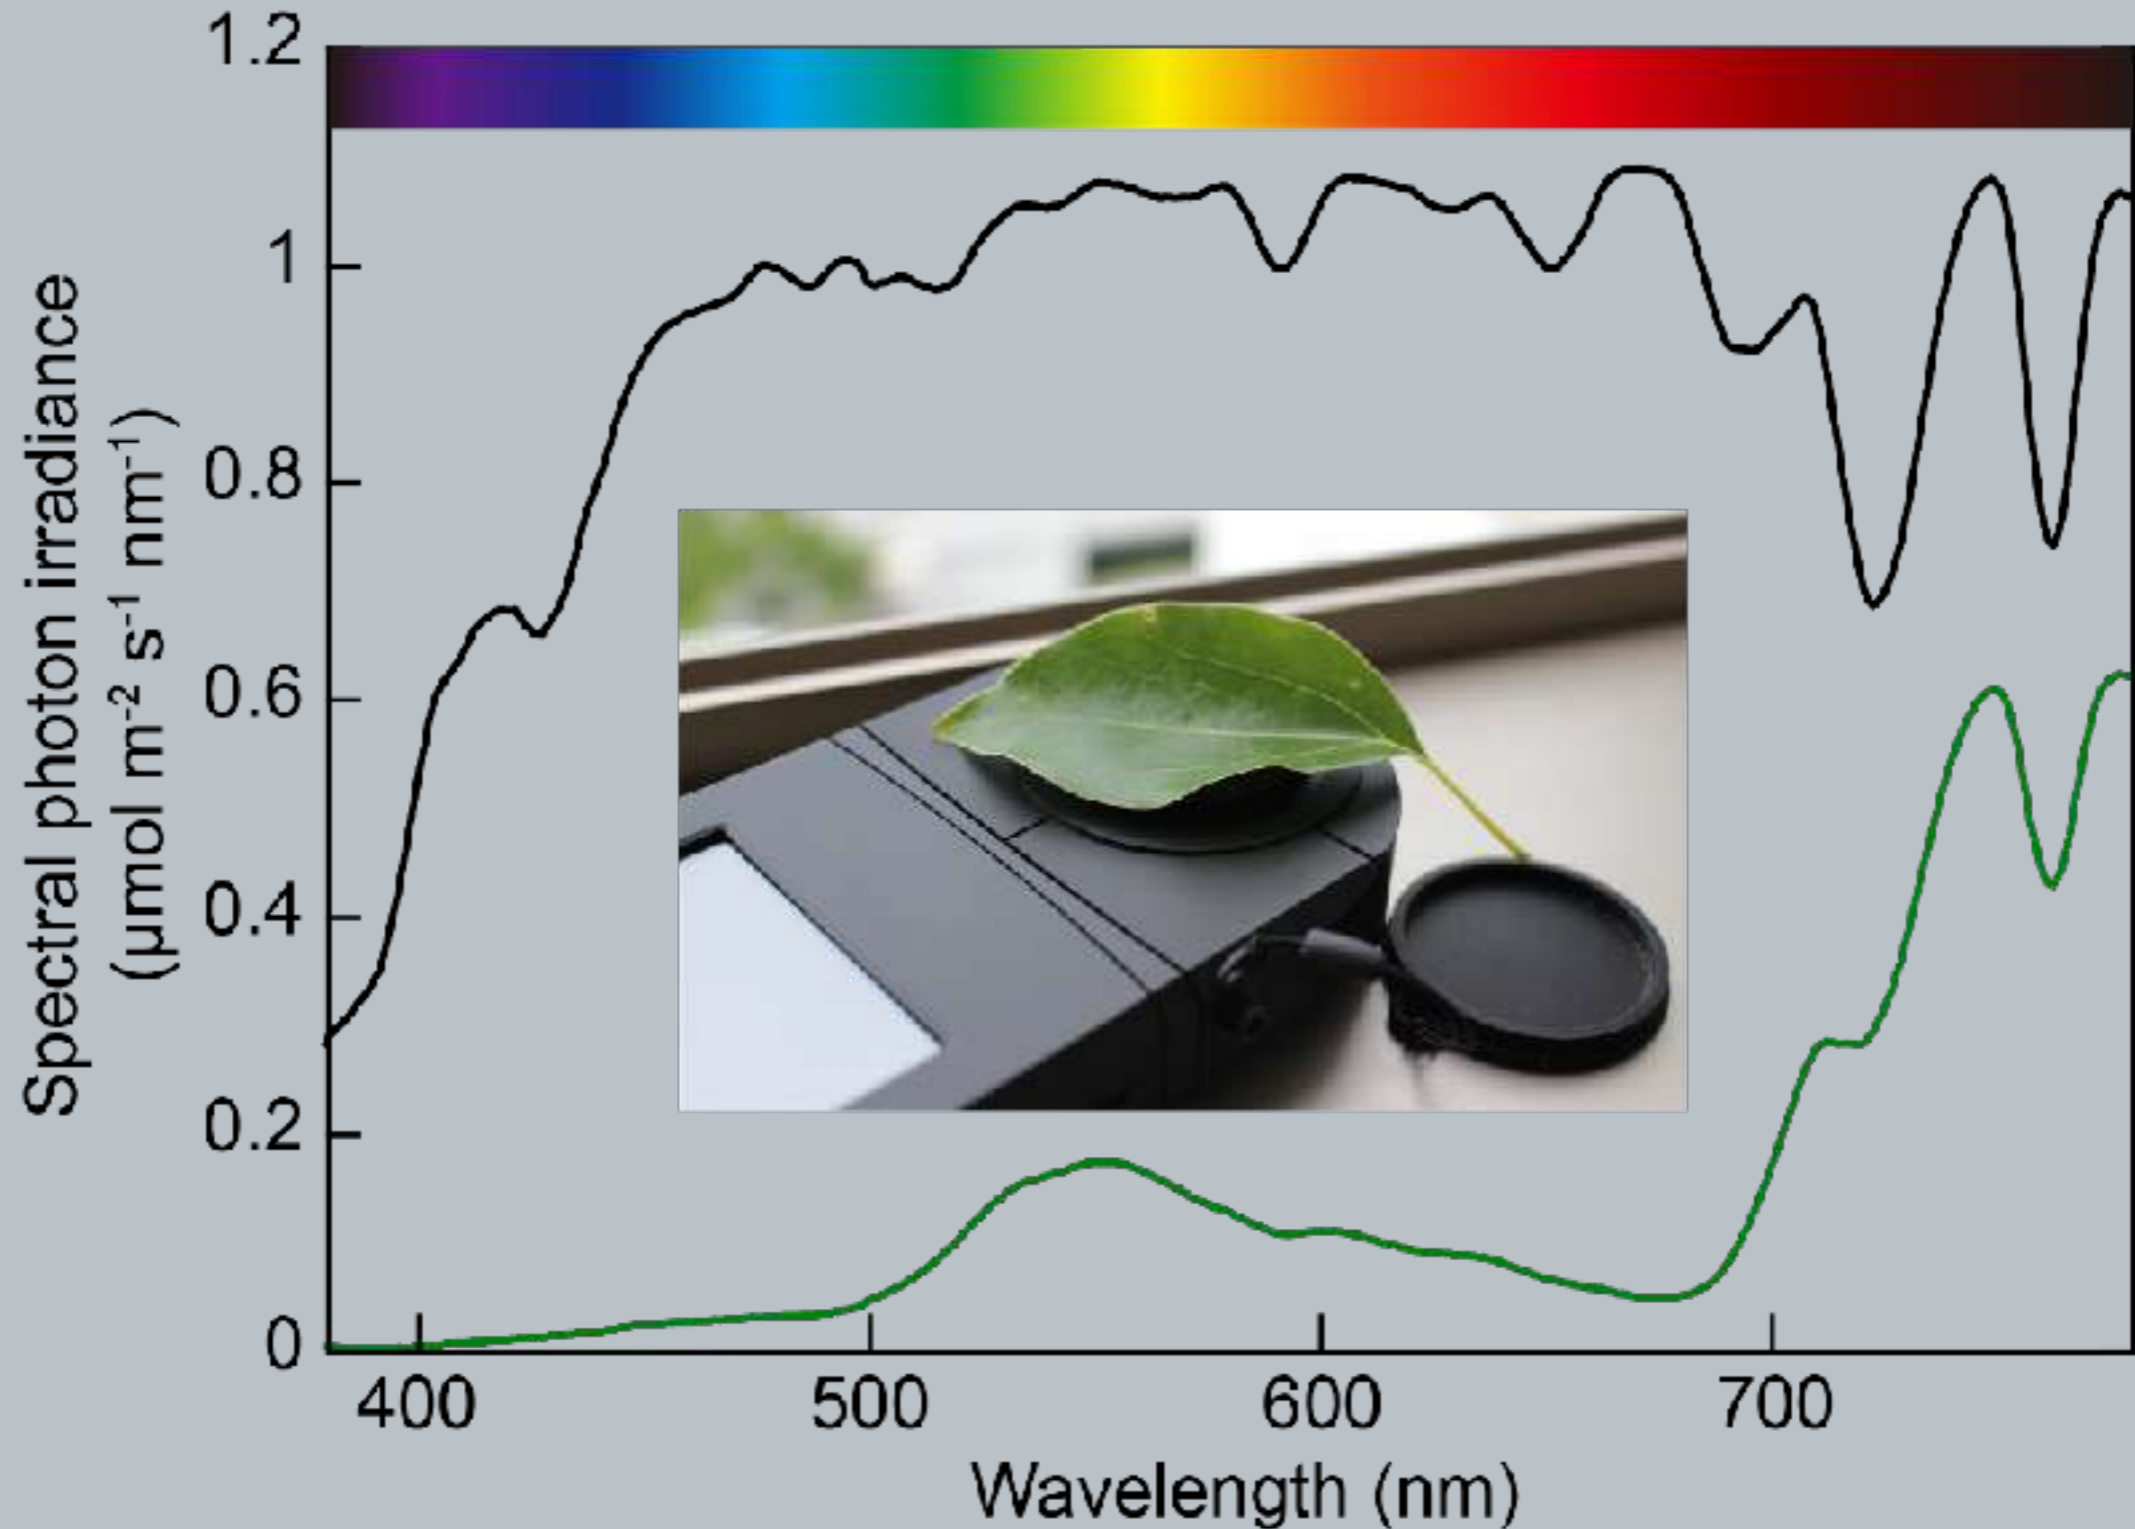 1.2
1
0.8
0.6
0.4
0.2
0
Spectral photon irradiance
(µmol m⁻² s⁻¹ nm⁻¹)
400 500 600 700
Wavelength (nm)